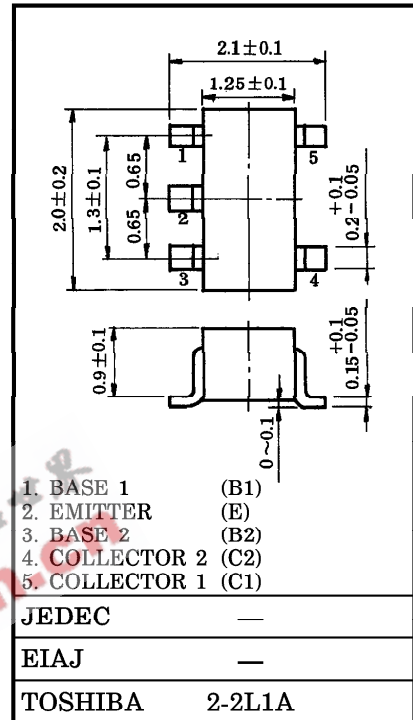 2.1±0.1
1.25±0.1
1
5
2.0±0.2
1.3±0.1
0.65
0.65
2
3
4
+0.1
0.2-0.05
0.9±0.1
+0.1
0.15-0.05
0~0.1
1. BASE 1 (B1)
2. EMITTER (E)
3. BASE 2 (B2)
4. COLLECTOR 2 (C2)
5. COLLECTOR 1 (C1)
JEDEC —
EIAJ —
TOSHIBA 2-2L1A